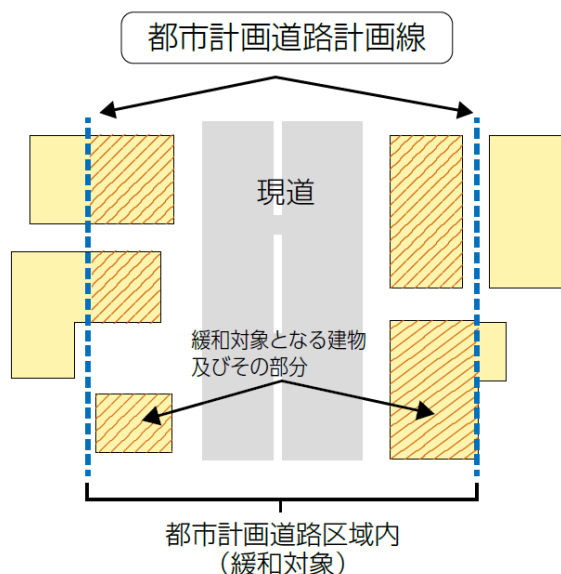 都市計画道路計画線
現道
緩和対象となる建物
及びその部分
都市計画道路区域内
（緩和対象）